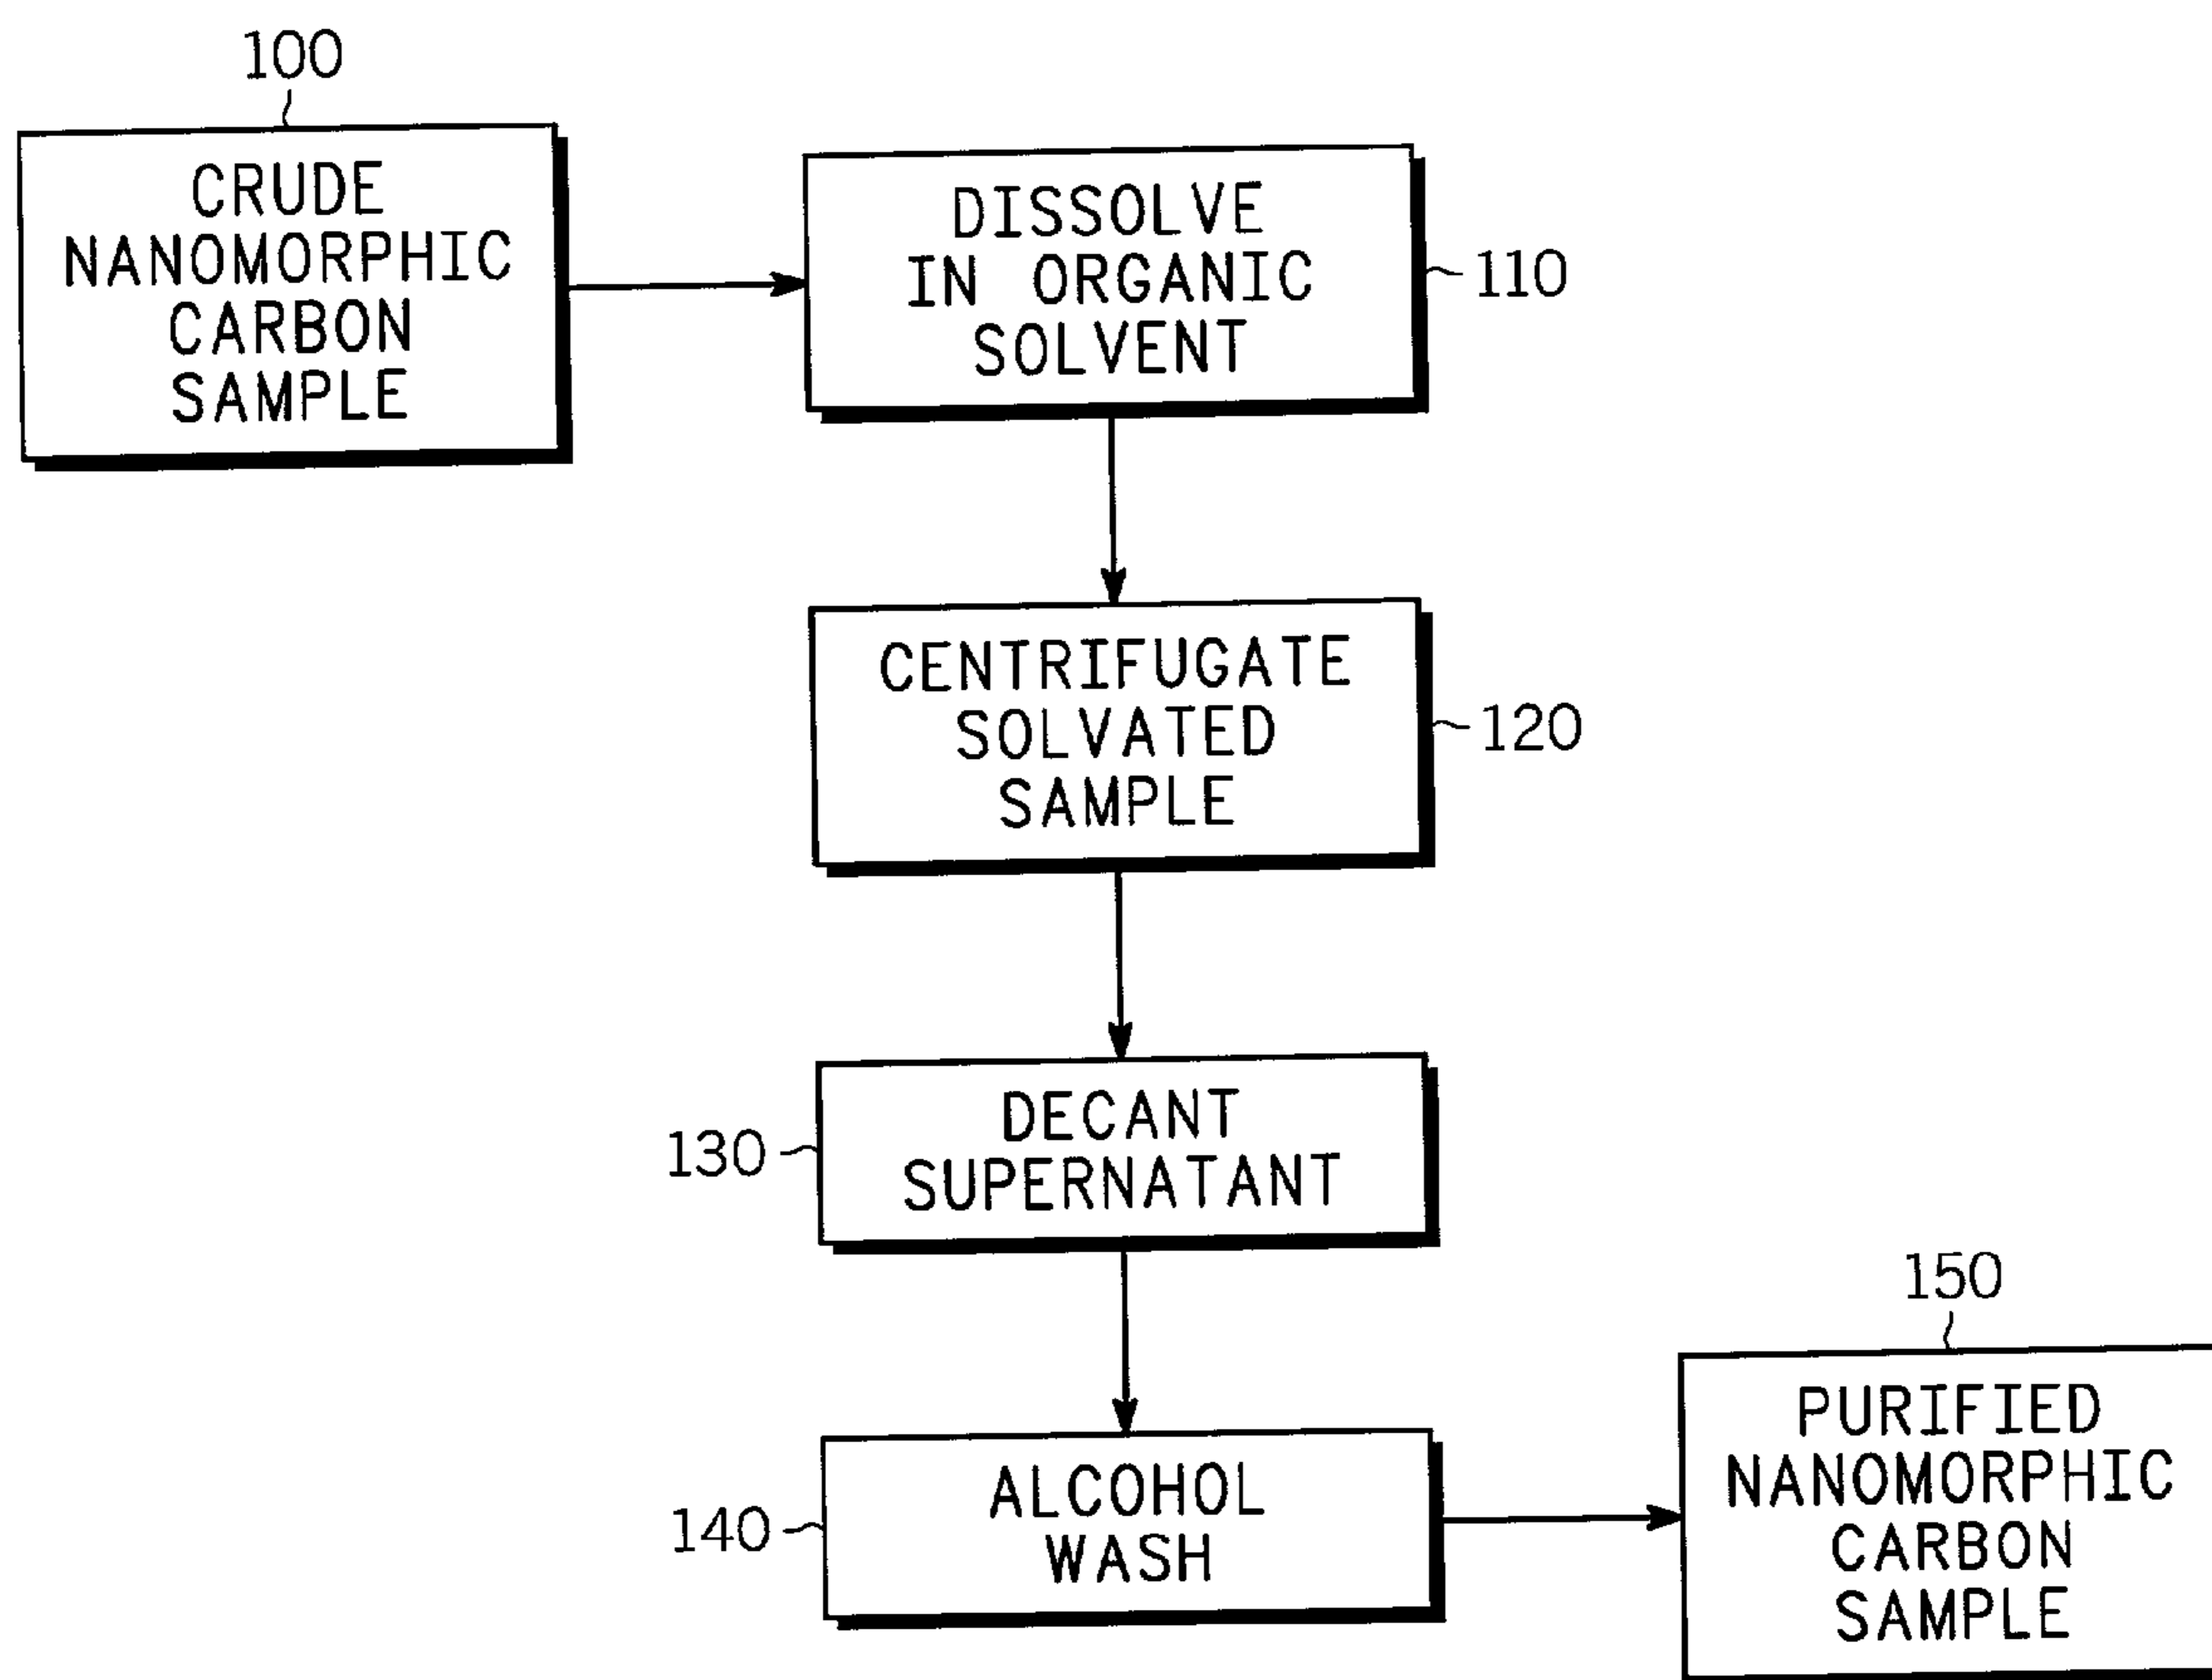 100
CRUDE
NANOMORPHIC
CARBON
SAMPLE
DISSOLVE
IN ORGANIC
SOLVENT
110
CENTRIFUGATE
SOLVATED
SAMPLE
120
130
DECANT
SUPERNATANT
140
ALCOHOL
WASH
150
PURIFIED
NANOMORPHIC
CARBON
SAMPLE